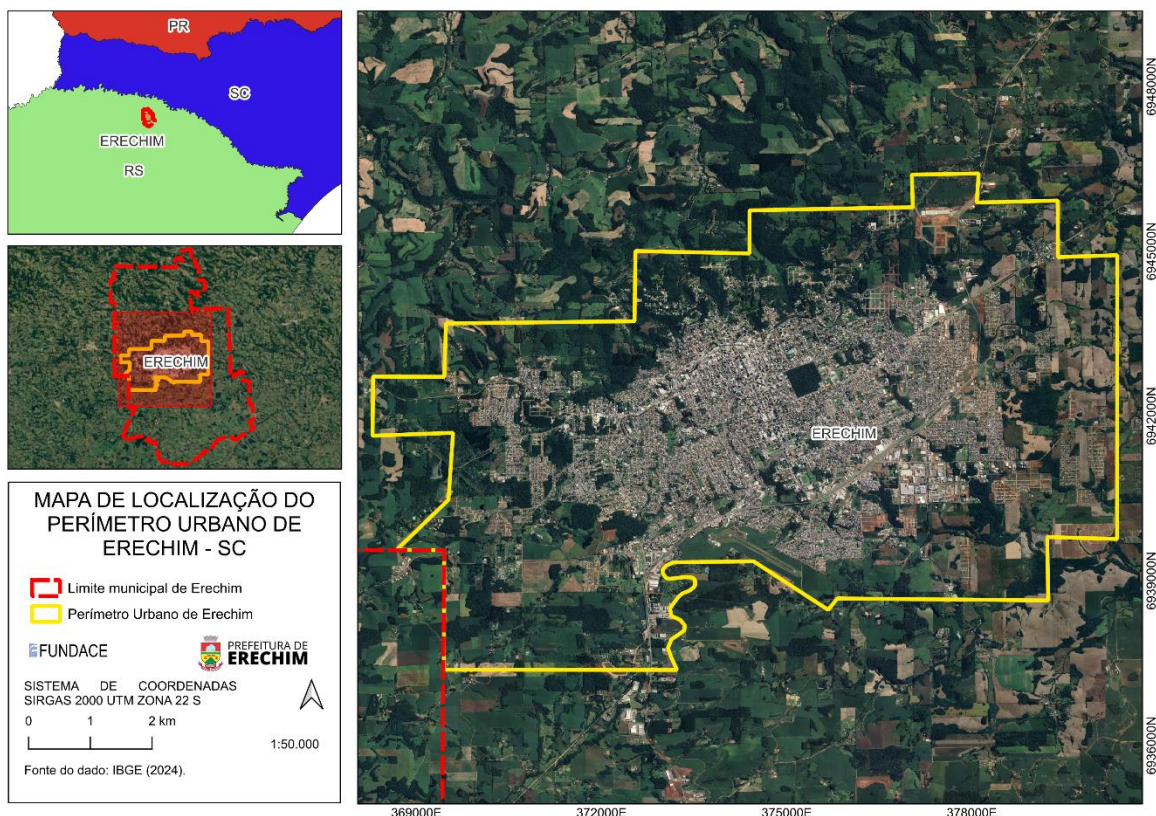 PR
SC
ERECHIM
RS
ERECHIM
MAPA DE LOCALIZAÇÃO DO
PERÍMETRO URBANO DE
ERECHIM - SC
Limite municipal de Erechim
Perímetro Urbano de Erechim
FUNDACE
PREFEITURA DE
ERECHIM
SISTEMA DE COORDENADAS
SIRGAS 2000 UTM ZONA 22 S
0 1 2 km
1:50.000
Fonte do dado: IBGE (2024).
ERECHIM
6948000N
6945000N
6942000N
6939000N
6936000N
369000E 372000E 375000E 378000E